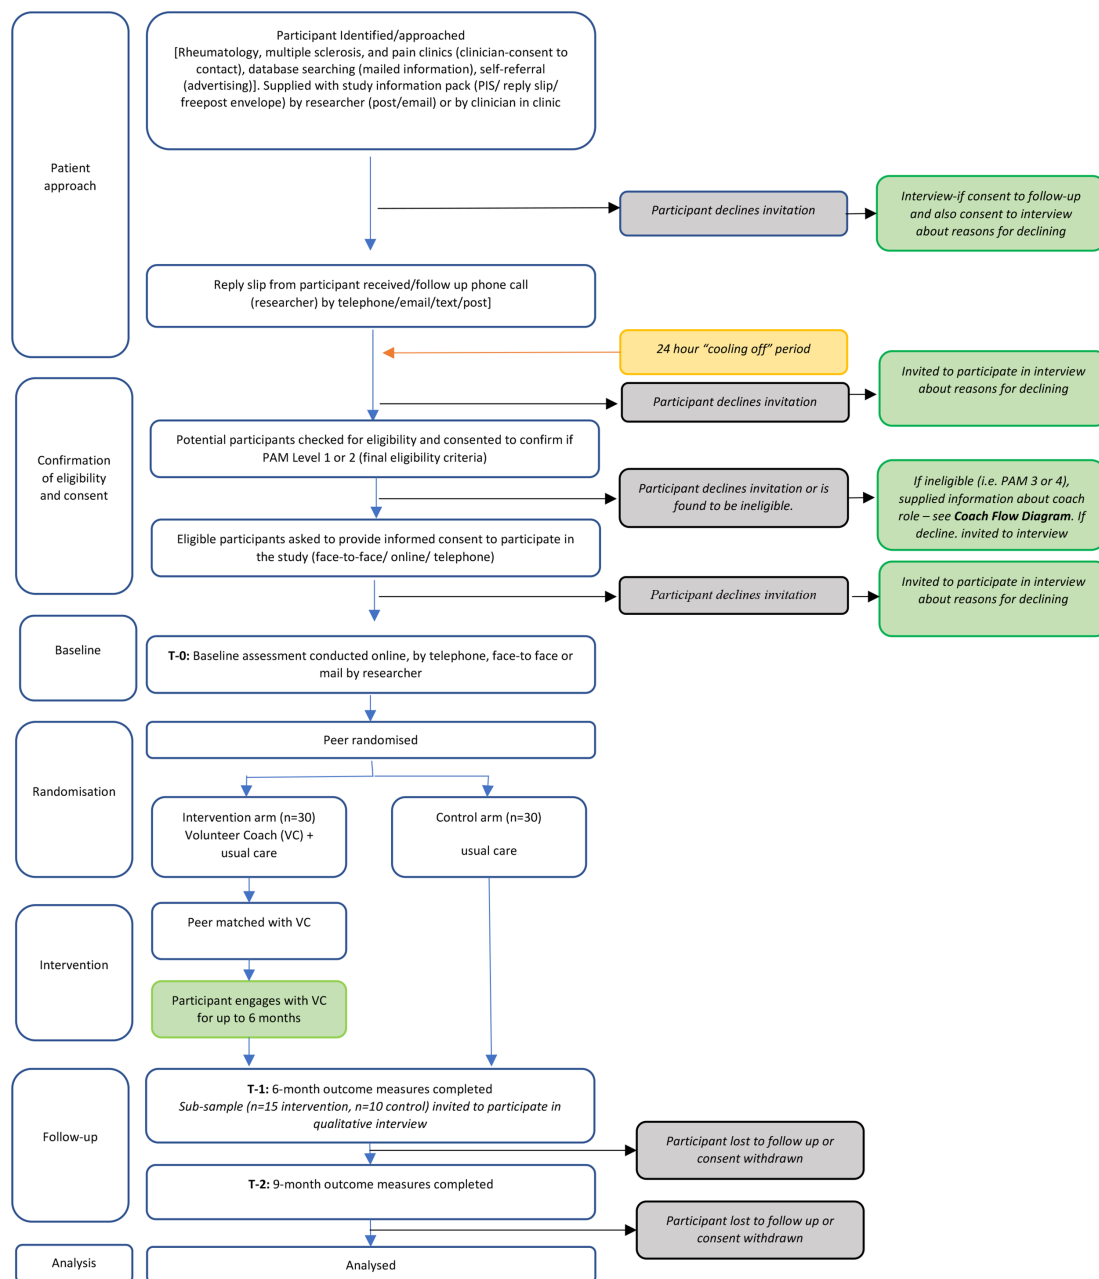 Patient
approach
Participant Identified/approached
[Rheumatology, multiple sclerosis, and pain clinics (clinician-consent to
contact), database searching (mailed information), self-referral
(advertising)]. Supplied with study information pack (PIS/ reply slip/
freepost envelope) by researcher (post/email) or by clinician in clinic
Participant declines invitation
Interview-if consent to follow-up
and also consent to interview
about reasons for declining
Reply slip from participant received/follow up phone call
(researcher) by telephone/email/text/post]
24 hour “cooling off” period
Participant declines invitation
Invited to participate in interview
about reasons for declining
Confirmation
of eligibility
and consent
Potential participants checked for eligibility and consented to confirm if
PAM Level 1 or 2 (final eligibility criteria)
Participant declines invitation or is
found to be ineligible.
If ineligible (i.e. PAM 3 or 4),
supplied information about coach
role – see Coach Flow Diagram. If
decline. invited to interview
Eligible participants asked to provide informed consent to participate in
the study (face-to-face/ online/ telephone)
Participant declines invitation
Invited to participate in interview
about reasons for declining
Baseline
T-0: Baseline assessment conducted online, by telephone, face-to face or
mail by researcher
Randomisation
Peer randomised
Intervention arm (n=30)
Volunteer Coach (VC) +
usual care
Control arm (n=30)
usual care
Intervention
Peer matched with VC
Participant engages with VC
for up to 6 months
Follow-up
T-1: 6-month outcome measures completed
Sub-sample (n=15 intervention, n=10 control) invited to participate in
qualitative interview
Participant lost to follow up or
consent withdrawn
T-2: 9-month outcome measures completed
Participant lost to follow up or
consent withdrawn
Analysis
Analysed